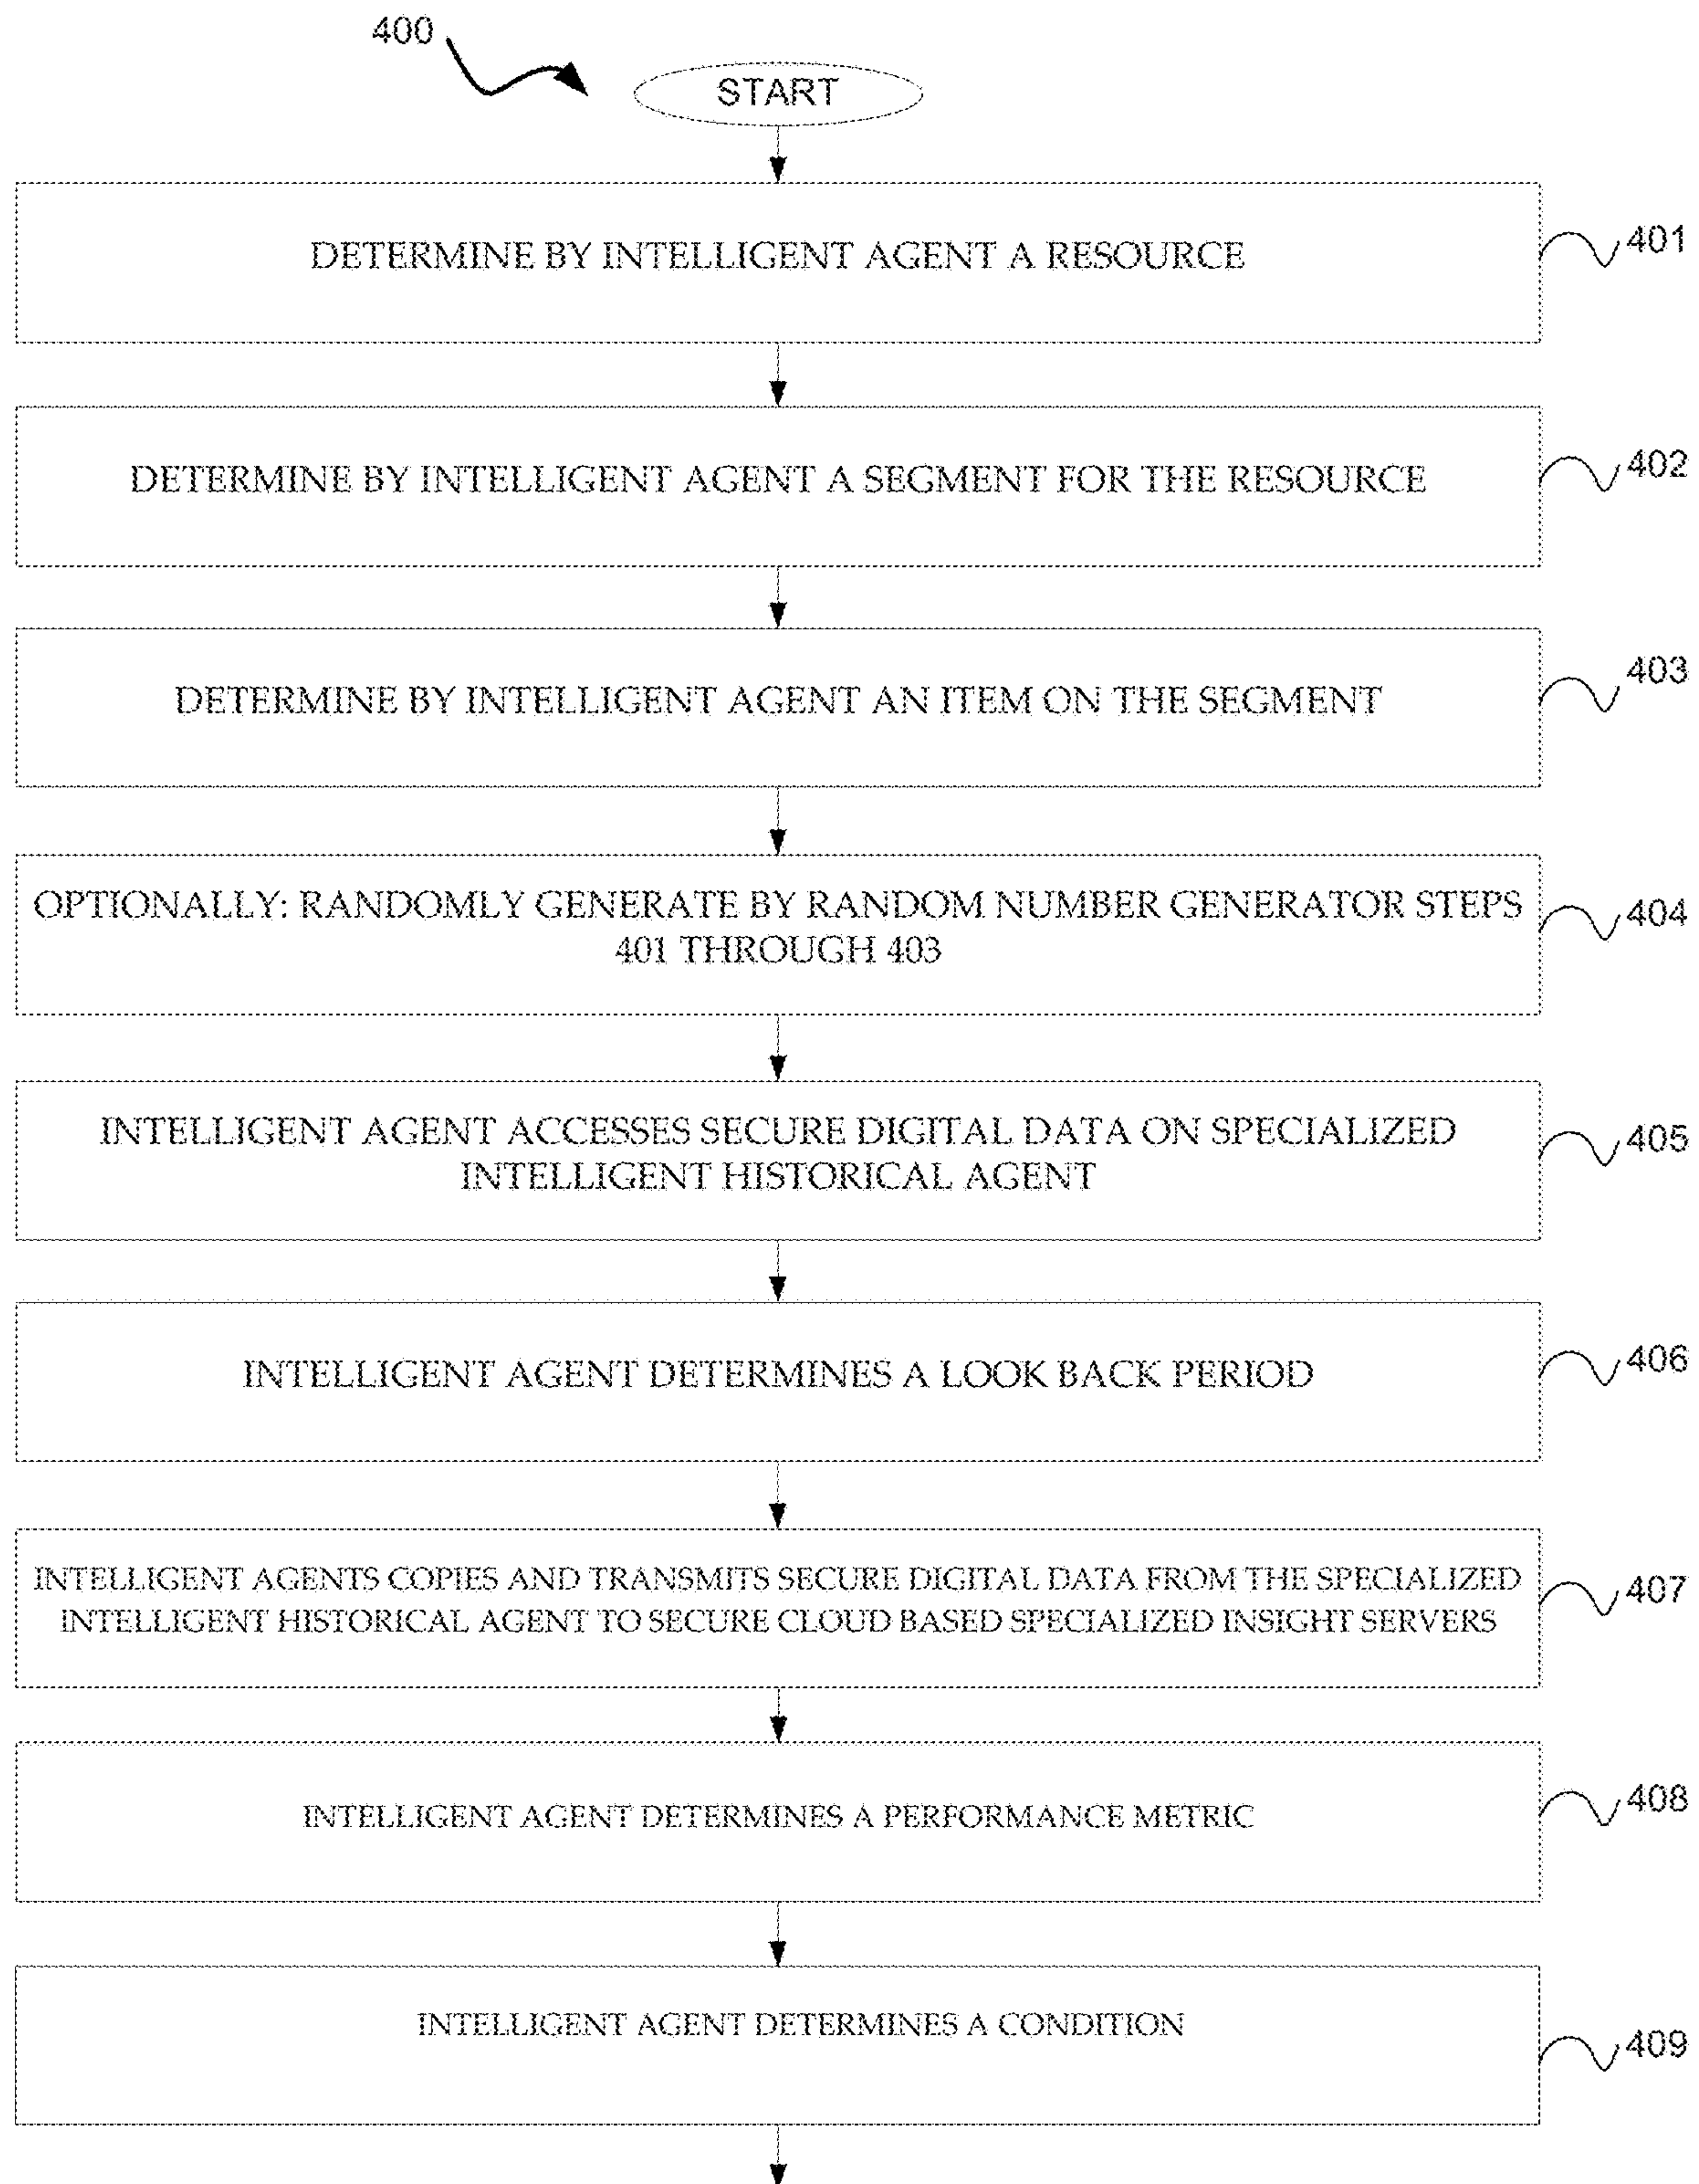 400
START
DETERMINE BY INTELLIGENT AGENT A RESOURCE
401
DETERMINE BY INTELLIGENT AGENT A SEGMENT FOR THE RESOURCE
402
DETERMINE BY INTELLIGENT AGENT AN ITEM ON THE SEGMENT
403
OPTIONALLY: RANDOMLY GENERATE BY RANDOM NUMBER GENERATOR STEPS
401 THROUGH 403
404
INTELLIGENT AGENT ACCESSES SECURE DIGITAL DATA ON SPECIALIZED
INTELLIGENT HISTORICAL AGENT
405
INTELLIGENT AGENT DETERMINES A LOOK BACK PERIOD
406
INTELLIGENT AGENTS COPIES AND TRANSMITS SECURE DIGITAL DATA FROM THE SPECIALIZED
INTELLIGENT HISTORICAL AGENT TO SECURE CLOUD BASED SPECIALIZED INSIGHT SERVERS
407
INTELLIGENT AGENT DETERMINES A PERFORMANCE METRIC
408
INTELLIGENT AGENT DETERMINES A CONDITION
409